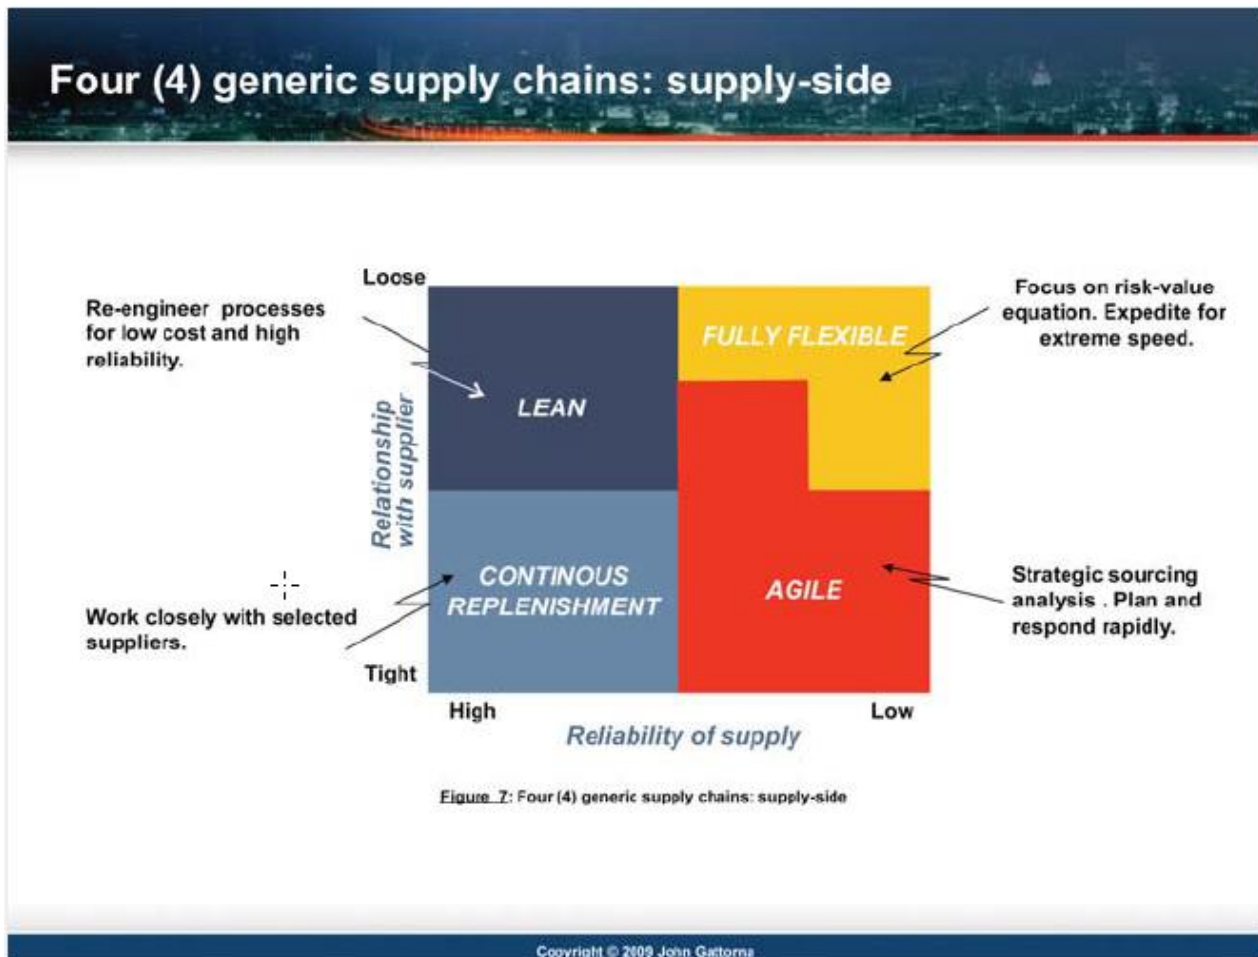 Four (4) generic supply chains: supply-side
Loose
Re-engineer processes
for low cost and high
reliability.
Focus on risk-value
equation. Expedite for
extreme speed.
FULLY FLEXIBLE
LEAN
Relationship
with supplier
CONTINOUS
REPLENISHMENT
AGILE
Work closely with selected
suppliers.
Strategic sourcing
analysis . Plan and
respond rapidly.
Tight
High
Low
Reliability of supply
Figure 7: Four (4) generic supply chains: supply-side
Copyright © 2009 John Gattorna